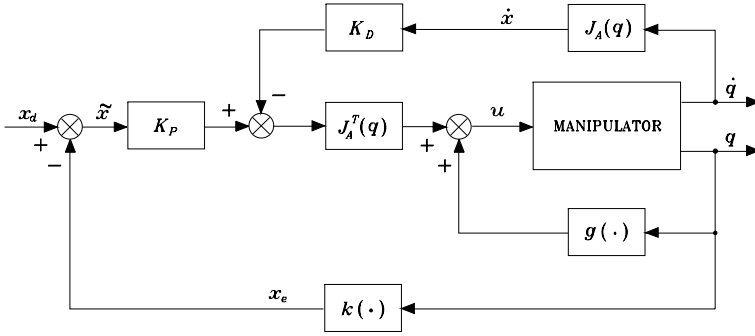 K_D
ẋ
J_A(q)
q̇
x_d
x̃
K_P
J_A^T(q)
u
MANIPULATOR
q
+
−
+
−
+
+
g(·)
x_e
k(·)